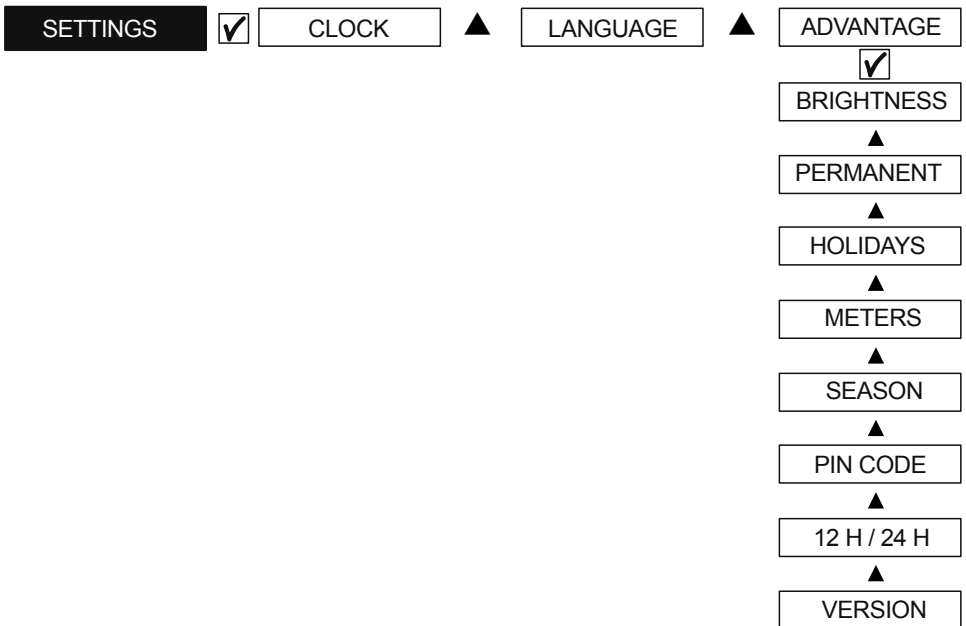 SETTINGS CLOCK LANGUAGE ADVANTAGE
BRIGHTNESS
PERMANENT
HOLIDAYS
METERS
SEASON
PIN CODE
12 H / 24 H
VERSION